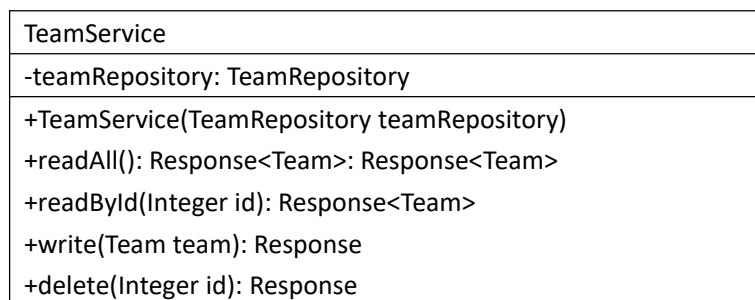 TeamService
-teamRepository: TeamRepository
+TeamService(TeamRepository teamRepository)
+readAll(): Response<Team>: Response<Team>
+readById(Integer id): Response<Team>
+write(Team team): Response
+delete(Integer id): Response